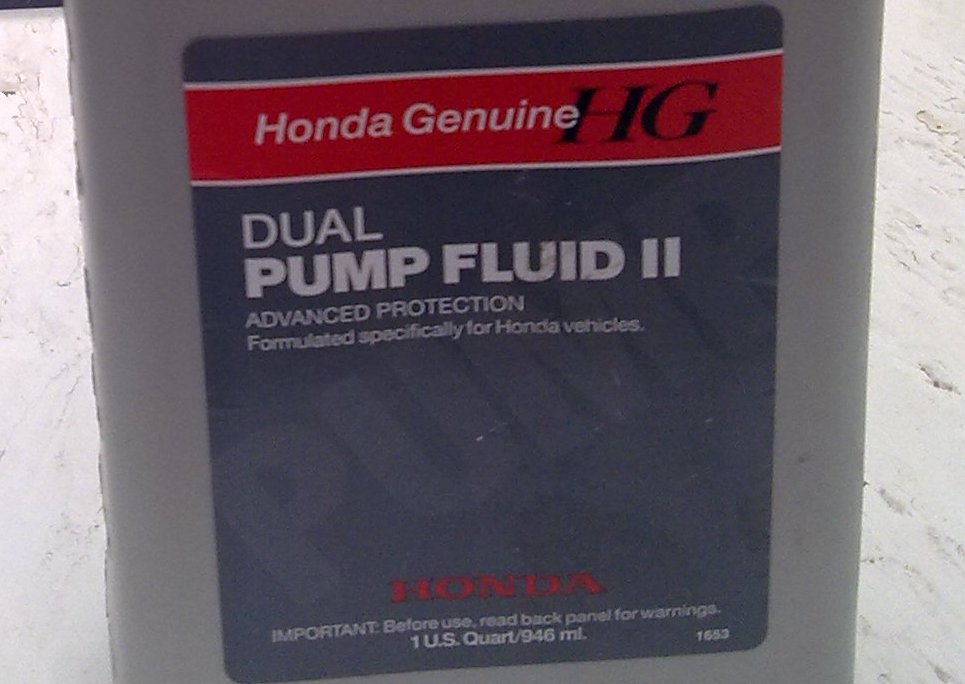 Honda Genuine HG
DUAL
PUMP FLUID II
ADVANCED PROTECTION
Formulated specifically for Honda vehicles.
PUMP
HONDA
IMPORTANT: Before use, read back panel for warnings.
1 U.S. Quart/946 ml.
1653